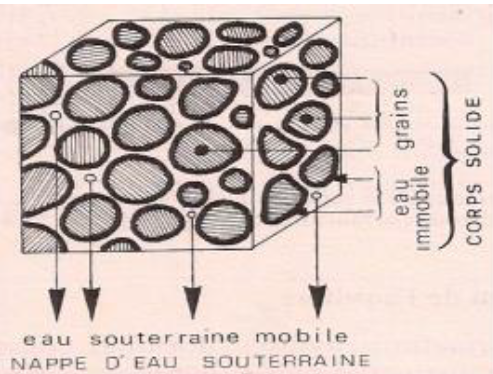 grains
eau
immobile
CORPS SOLIDE
eau souterraine mobile
NAPPE D'EAU SOUTERRAINE